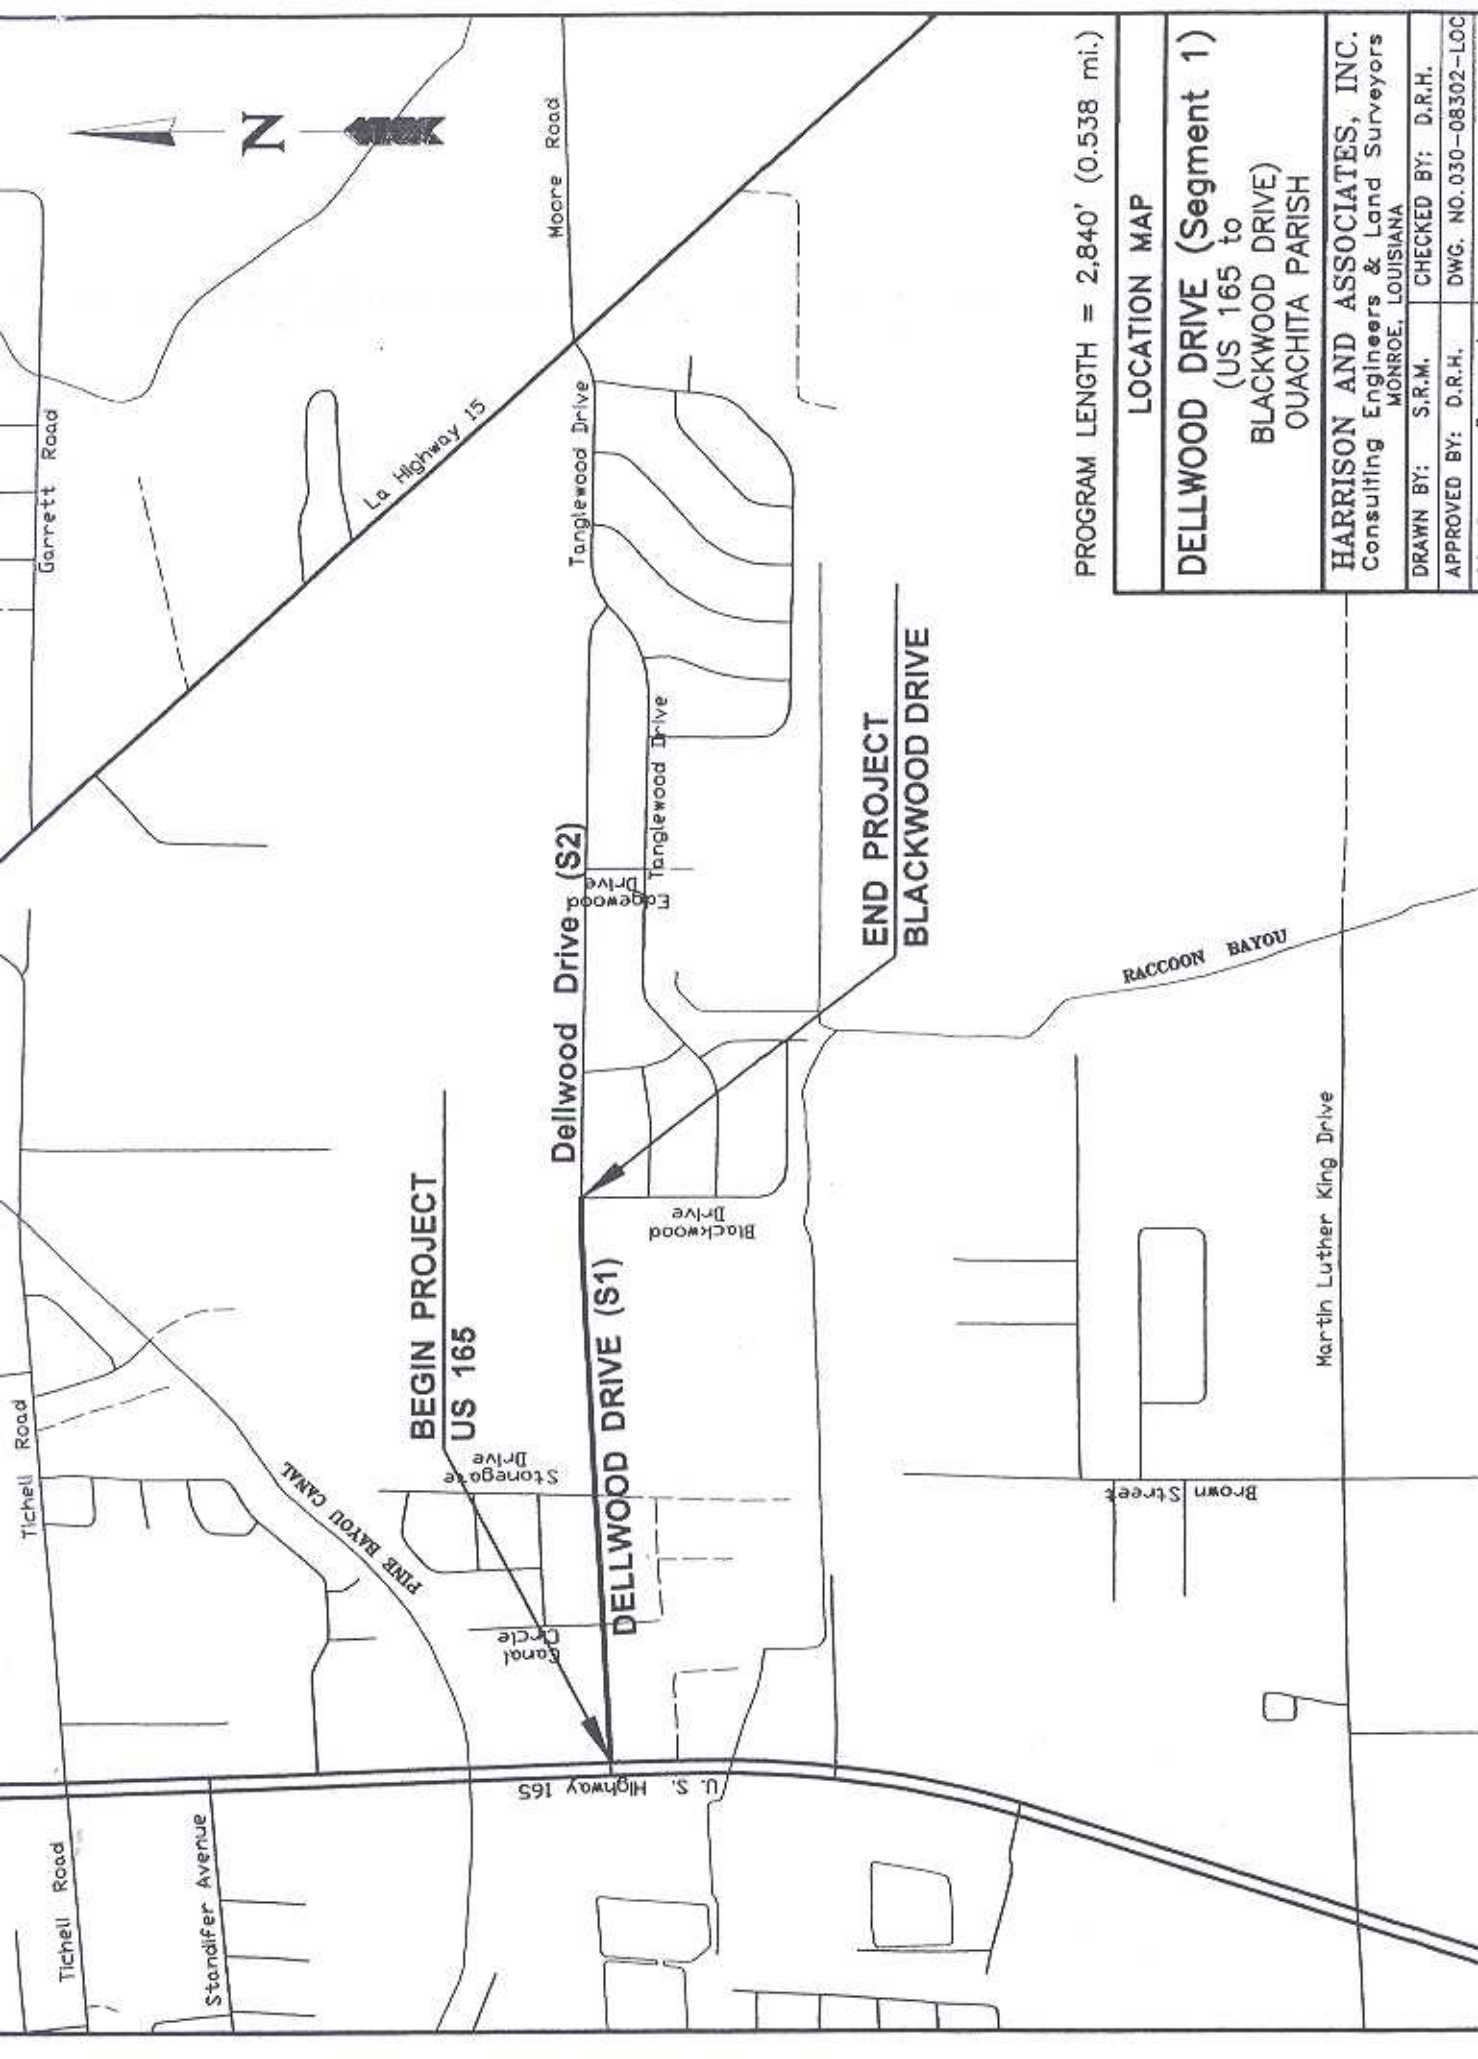 Garrett Road
N
Moore Road
La Highway 15
Tanglewood Drive
Tanglewood Drive
Edgewood
Drive
Dellwood Drive (S2)
Tichell Road
PINE BAYOU CANAL
BEGIN PROJECT
US 165
Stonegate
Drive
Canal
Circle
DELLWOOD DRIVE (S1)
Blackwood
Drive
END PROJECT
BLACKWOOD DRIVE
RACCOON BAYOU
Tichell Road
Standifer Avenue
U. S. Highway 165
Brown Street
Martin Luther King Drive
PROGRAM LENGTH = 2,840' (0.538 mi.)
LOCATION MAP
DELLWOOD DRIVE (Segment 1)
(US 165 to
BLACKWOOD DRIVE)
OUACHITA PARISH
HARRISON AND ASSOCIATES, INC.
Consulting Engineers & Land Surveyors
MONROE, LOUISIANA
DRAWN BY: S.R.M. CHECKED BY: D.R.H.
APPROVED BY: D.R.H. DWG. NO.030-08302-LOC